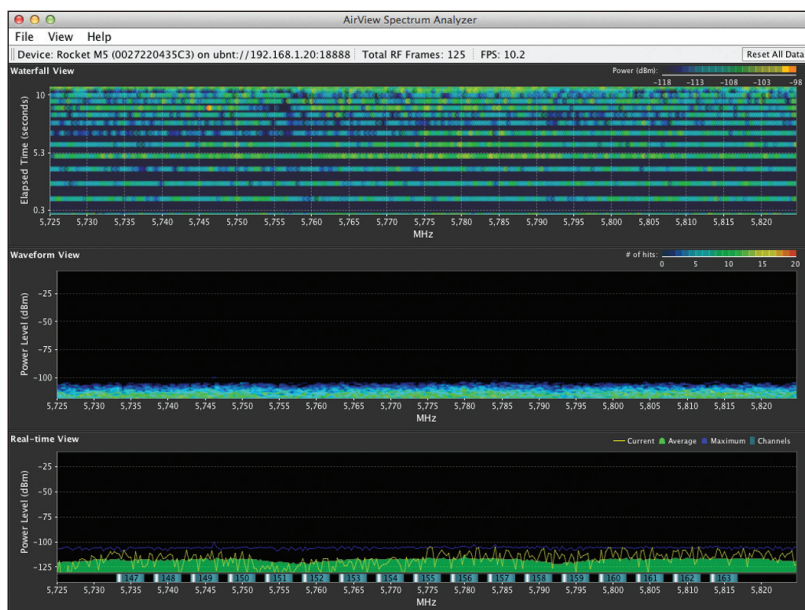 AirView Spectrum Analyzer
File View Help
Device: Rocket M5 (0027220435C3) on ubnt://192.168.1.20:18888 Total RF Frames: 125 FPS: 10.2 Reset All Data
Waterfall View Power (dBm):
-118 -113 -108 -103 -98
Elapsed Time (seconds)
10
5.3
0.3
5,725 5,730 5,735 5,740 5,745 5,750 5,755 5,760 5,765 5,770 5,775 5,780 5,785 5,790 5,795 5,800 5,805 5,810 5,815 5,820
MHz
Waveform View # of hits:
0 5 10 15 20
Power Level (dBm)
-25
-50
-75
-100
5,725 5,730 5,735 5,740 5,745 5,750 5,755 5,760 5,765 5,770 5,775 5,780 5,785 5,790 5,795 5,800 5,805 5,810 5,815 5,820
MHz
Real-time View Current Average Maximum Channels
Power Level (dBm)
-25
-50
-75
-100
-125
147 148 149 150 151 152 153 154 155 156 157 158 159 160 161 162 163
5,725 5,730 5,735 5,740 5,745 5,750 5,755 5,760 5,765 5,770 5,775 5,780 5,785 5,790 5,795 5,800 5,805 5,810 5,815 5,820
MHz